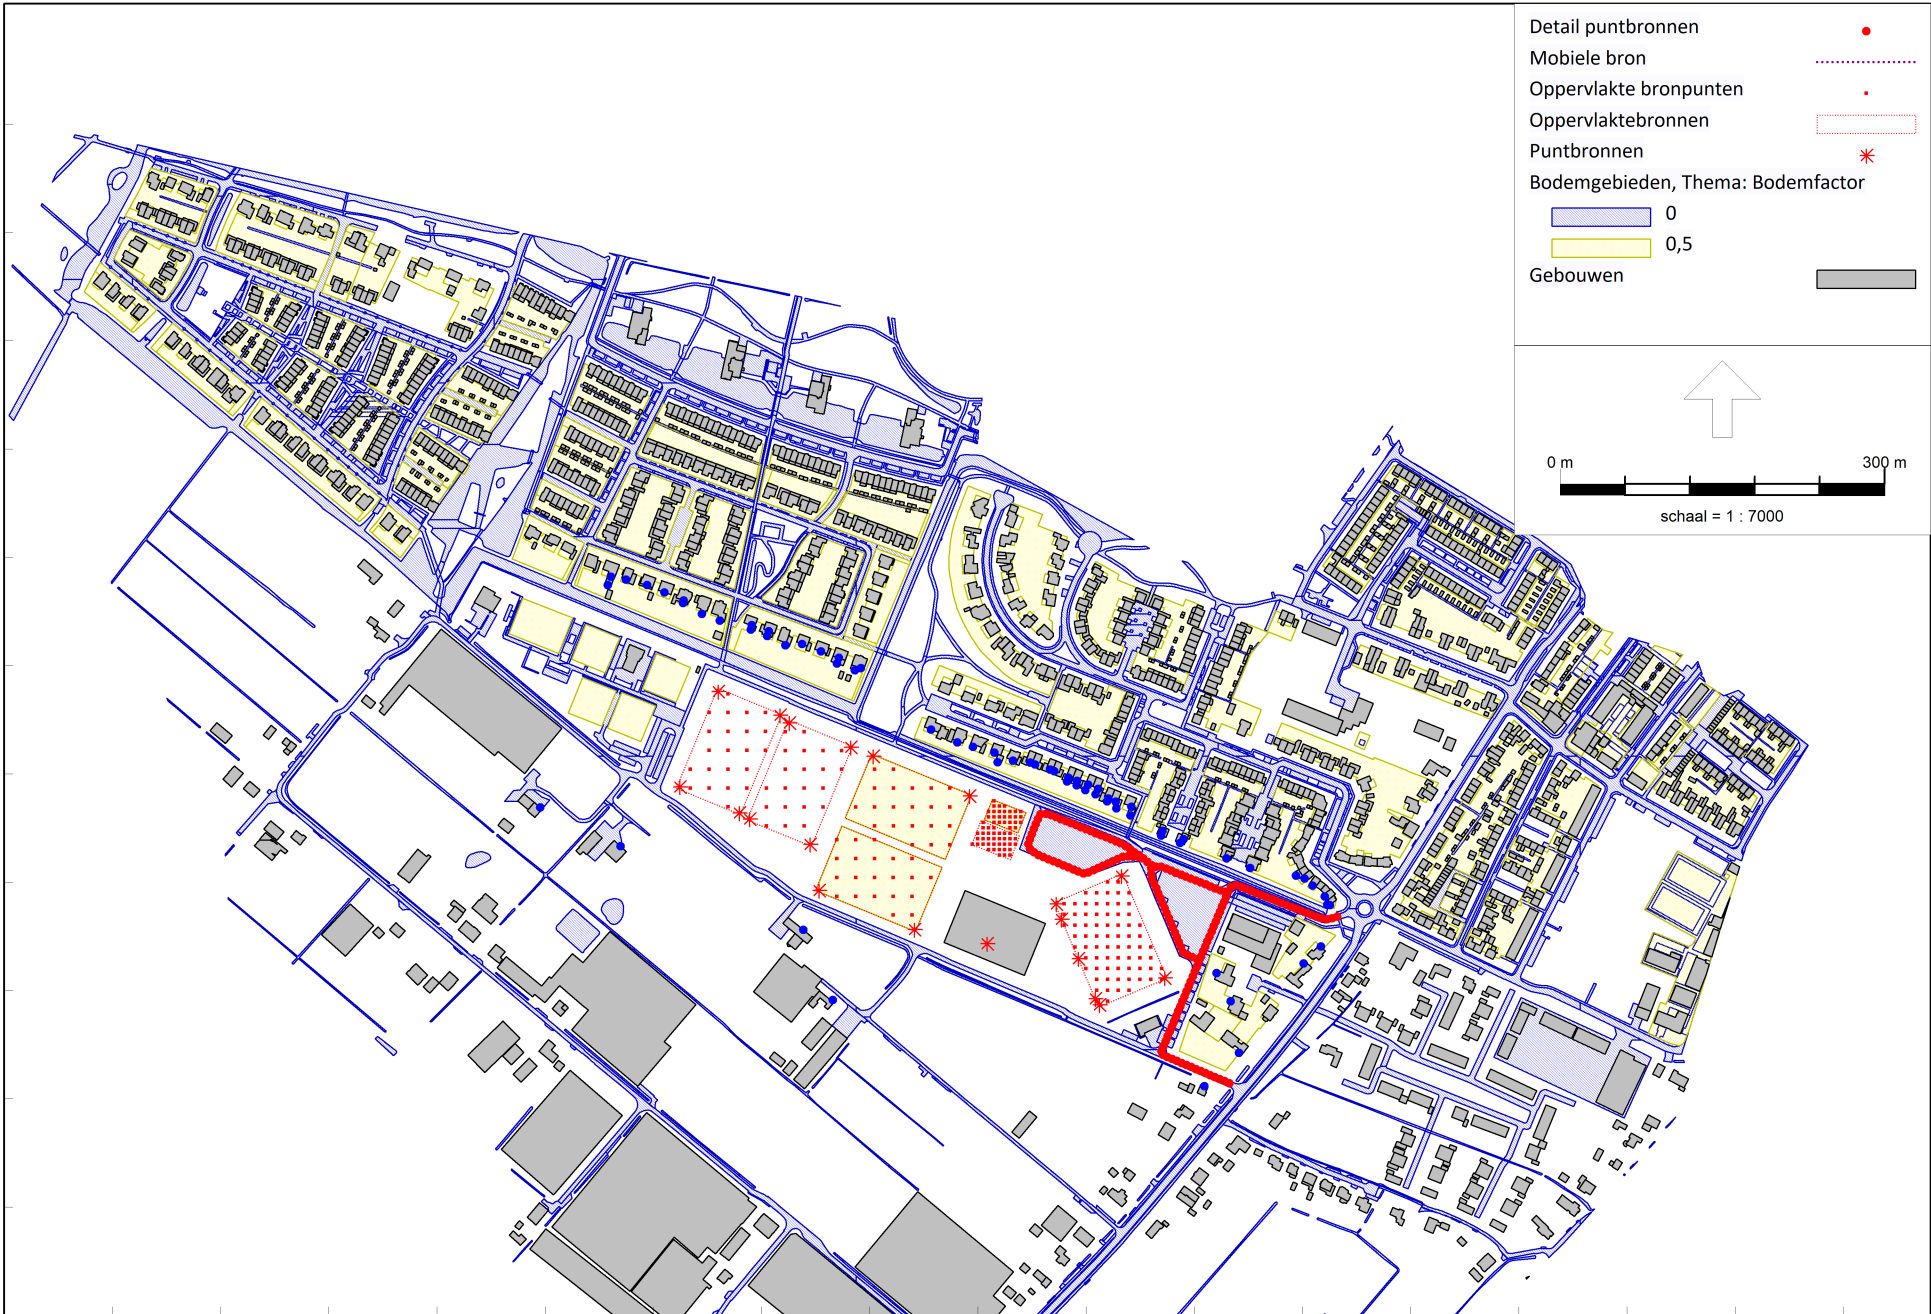 Detail puntbronnen
Mobiele bron
Oppervlakte bronpunten
Oppervlaktebronnen
Puntbronnen
Bodemgebieden, Thema: Bodemfactor
0
0,5
Gebouwen
0 m 300 m
schaal = 1 : 7000